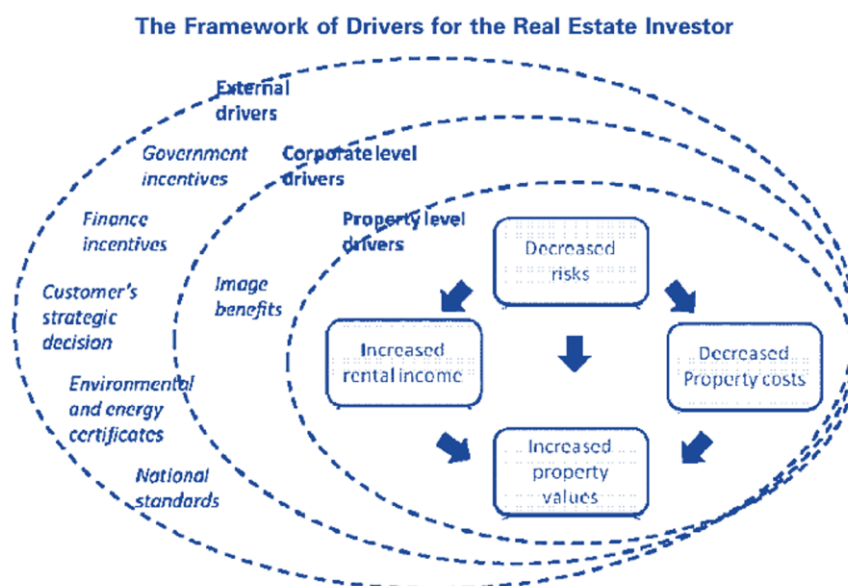 The Framework of Drivers for the Real Estate Investor
External
drivers
Government
incentives
Corporate level
drivers
Finance
incentives
Property level
drivers
Decreased
risks
Customer's
strategic
decision
Image
benefits
Increased
rental income
Decreased
Property costs
Environmental
and energy
certificates
Increased
property
values
National
standards